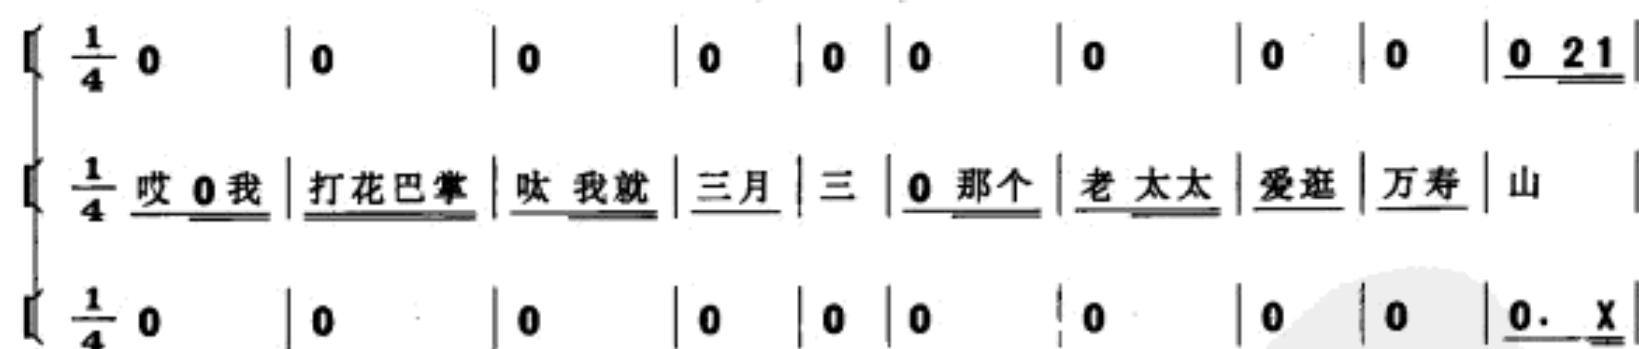 1/4 0 | 0 | 0 | 0 | 0 | 0 | 0 | 0 | 0 | 0 21 |
1/4 哎 0我 | 打花巴掌 | 呔 我就 | 三月 | 三 | 0 那个 | 老 太太 | 爱逛 | 万寿 | 山 |
1/4 0 | 0 | 0 | 0 | 0 | 0 | 0 | 0 | 0 | 0. X |